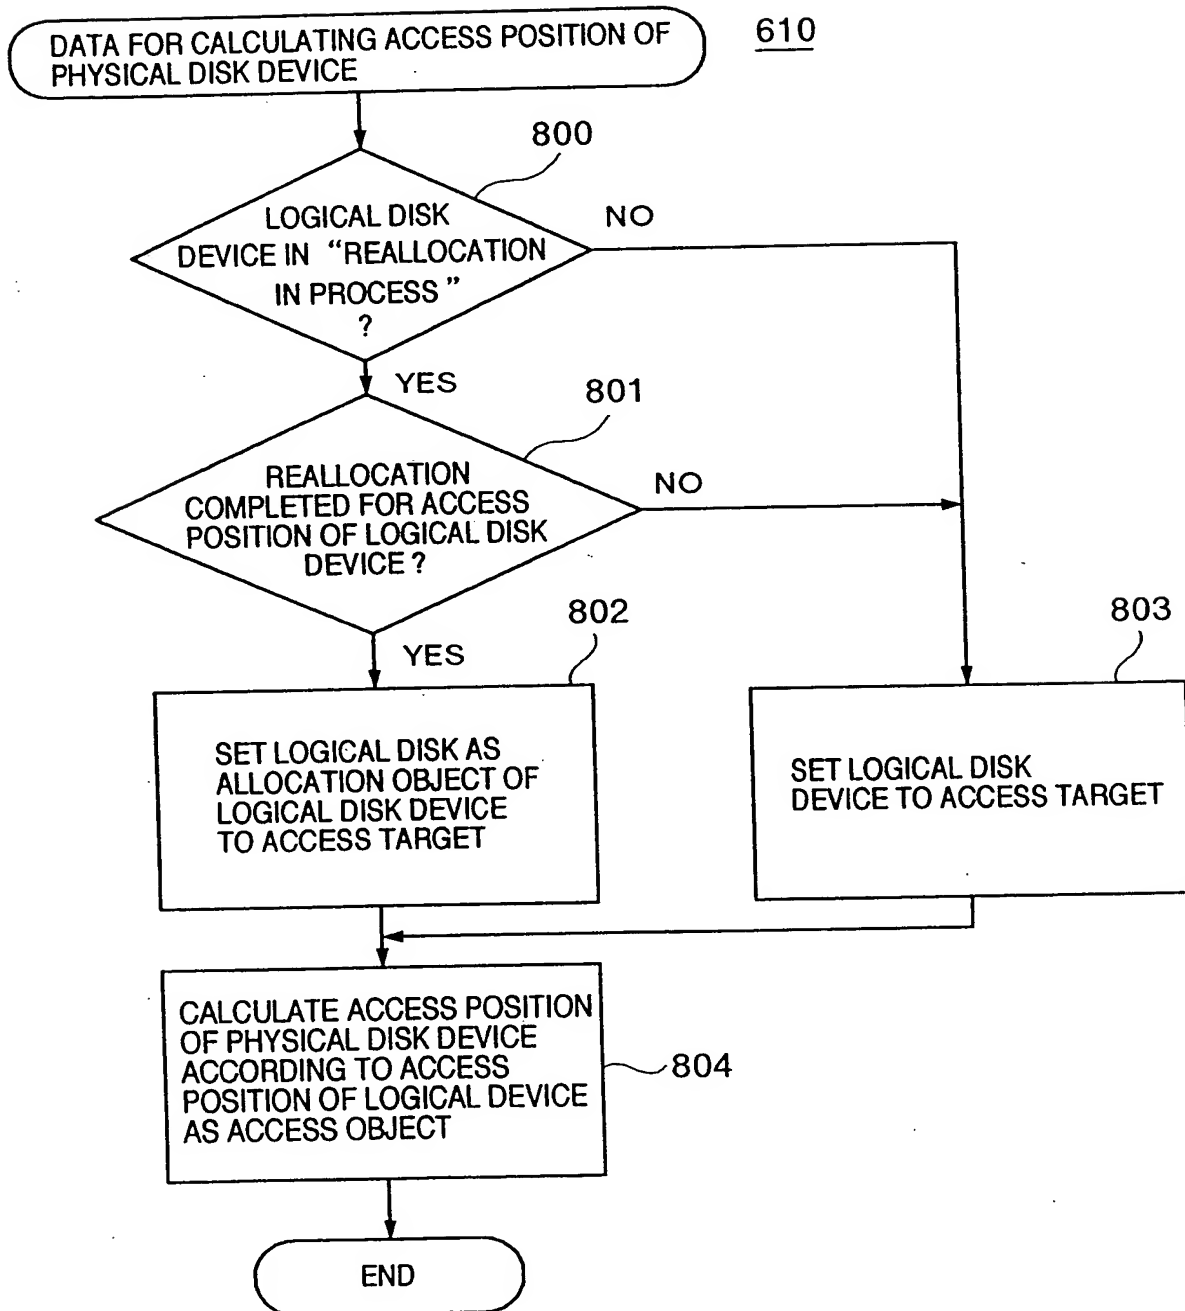 DATA FOR CALCULATING ACCESS POSITION OF
PHYSICAL DISK DEVICE
610
800
LOGICAL DISK
DEVICE IN “REALLOCATION
IN PROCESS”
?
NO
YES
801
REALLOCATION
COMPLETED FOR ACCESS
POSITION OF LOGICAL DISK
DEVICE?
NO
YES
802
SET LOGICAL DISK AS
ALLOCATION OBJECT OF
LOGICAL DISK DEVICE
TO ACCESS TARGET
803
SET LOGICAL DISK
DEVICE TO ACCESS TARGET
CALCULATE ACCESS POSITION
OF PHYSICAL DISK DEVICE
ACCORDING TO ACCESS
POSITION OF LOGICAL DEVICE
AS ACCESS OBJECT
804
END